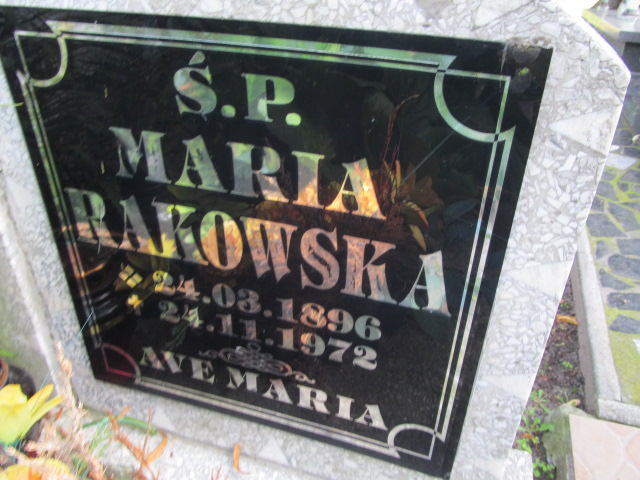 Ś.P.
MARIA
RAKOWSKA
* 24.03.1896
+ 24.11.1972
AVE MARIA